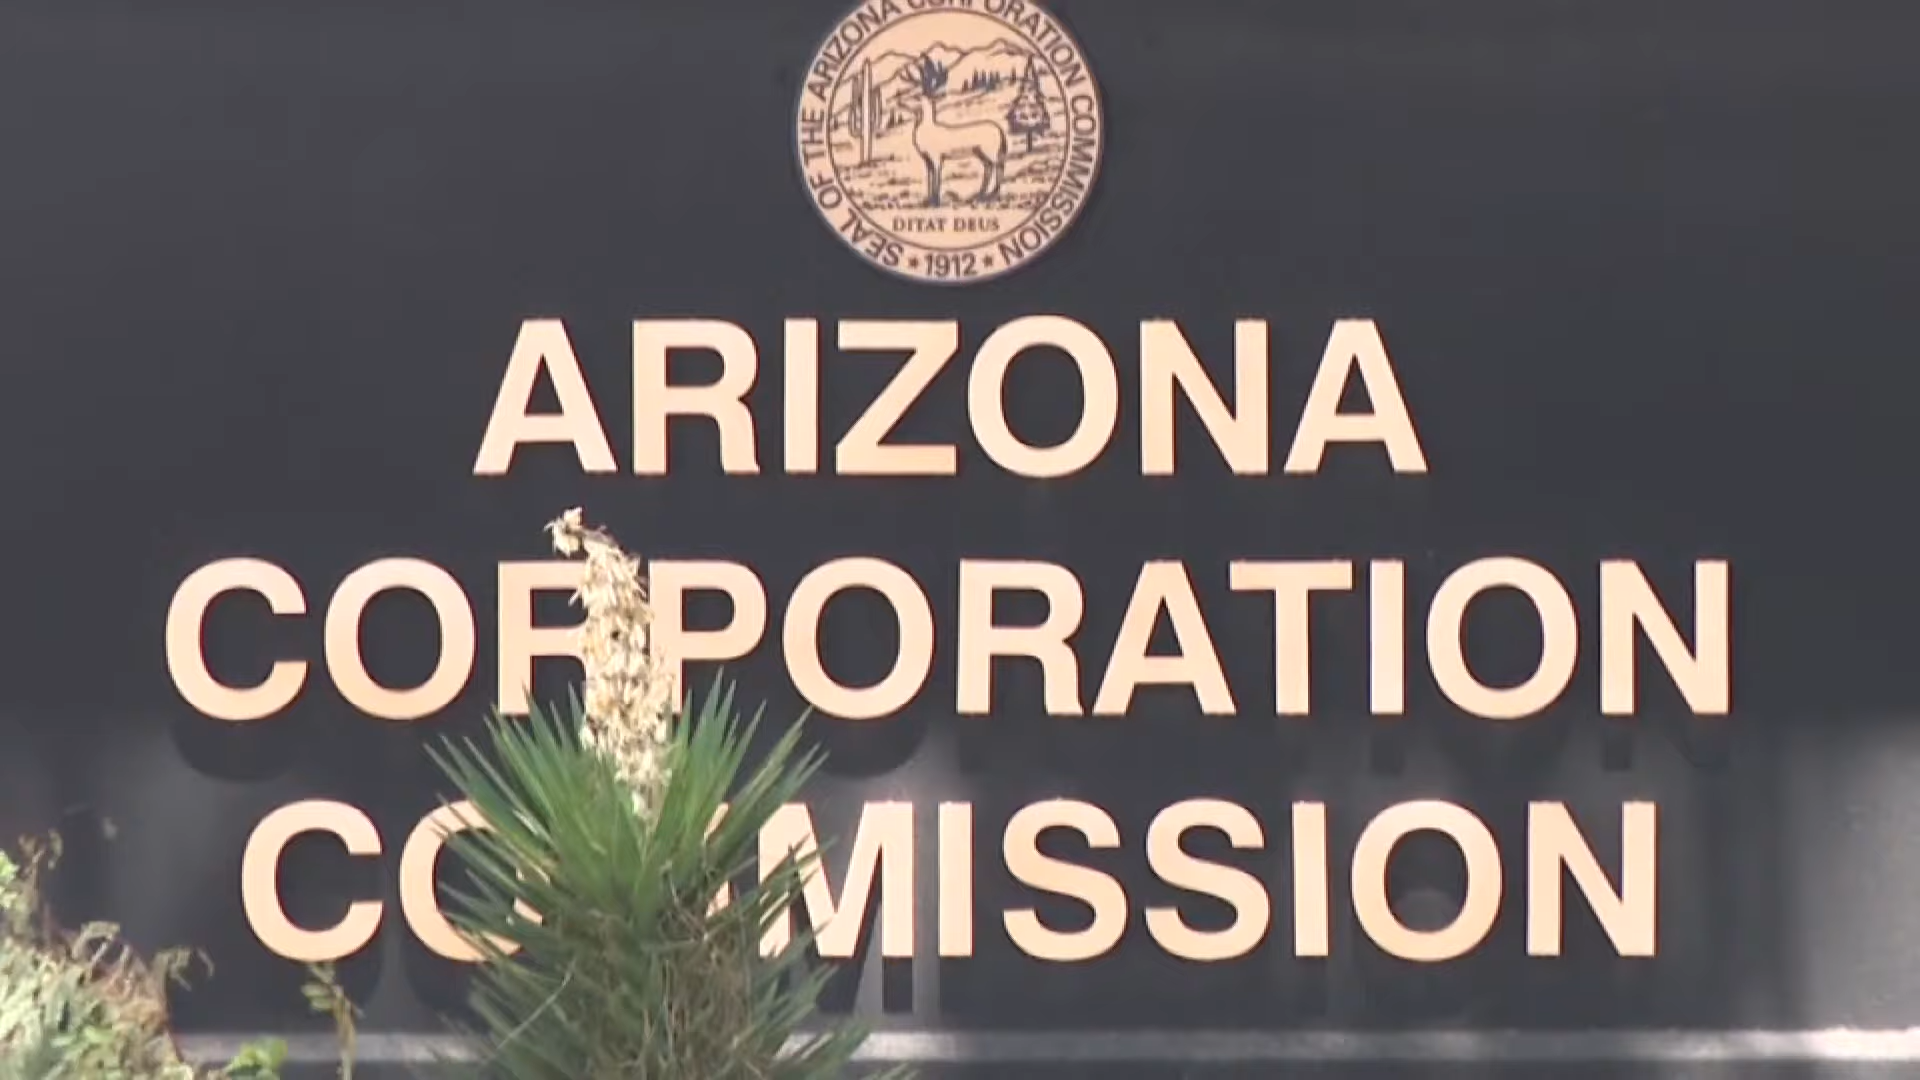 SEAL OF THE ARIZONA CORPORATION COMMISSION
DITAT DEUS
★ 1912 ★
ARIZONA
CORPORATION
COMMISSION